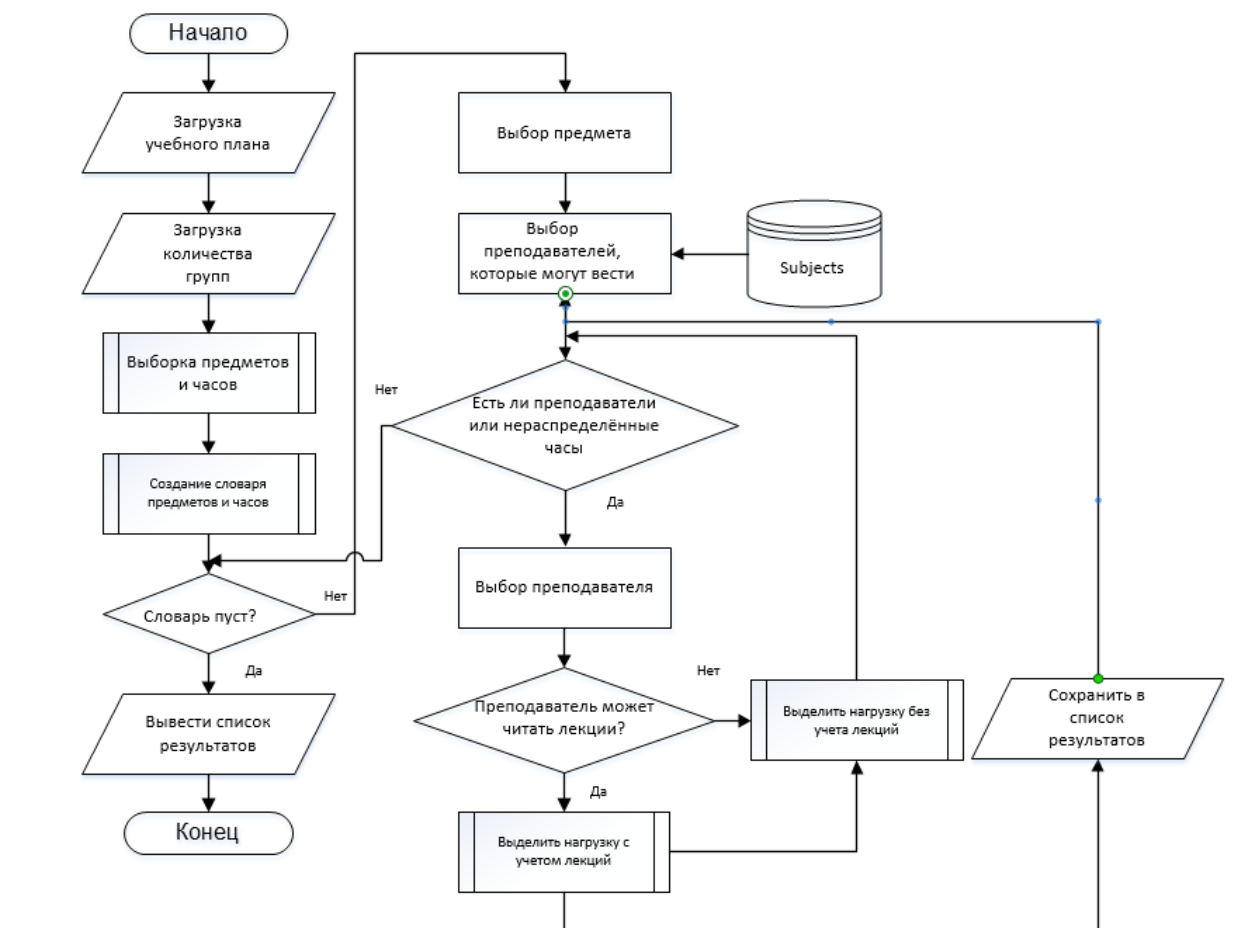 Начало
Загрузка
учебного плана
Загрузка
количества
групп
Выборка предметов
и часов
Создание словаря
предметов и часов
Словарь пуст?
Нет
Да
Вывести список
результатов
Конец
Выбор предмета
Выбор
преподавателей,
которые могут вести
Subjects
Есть ли преподаватели
или нераспределённые
часы
Нет
Да
Выбор преподавателя
Преподаватель может
читать лекции?
Нет
Да
Выделить нагрузку без
учета лекций
Выделить нагрузку с
учетом лекций
Сохранить в
список
результатов